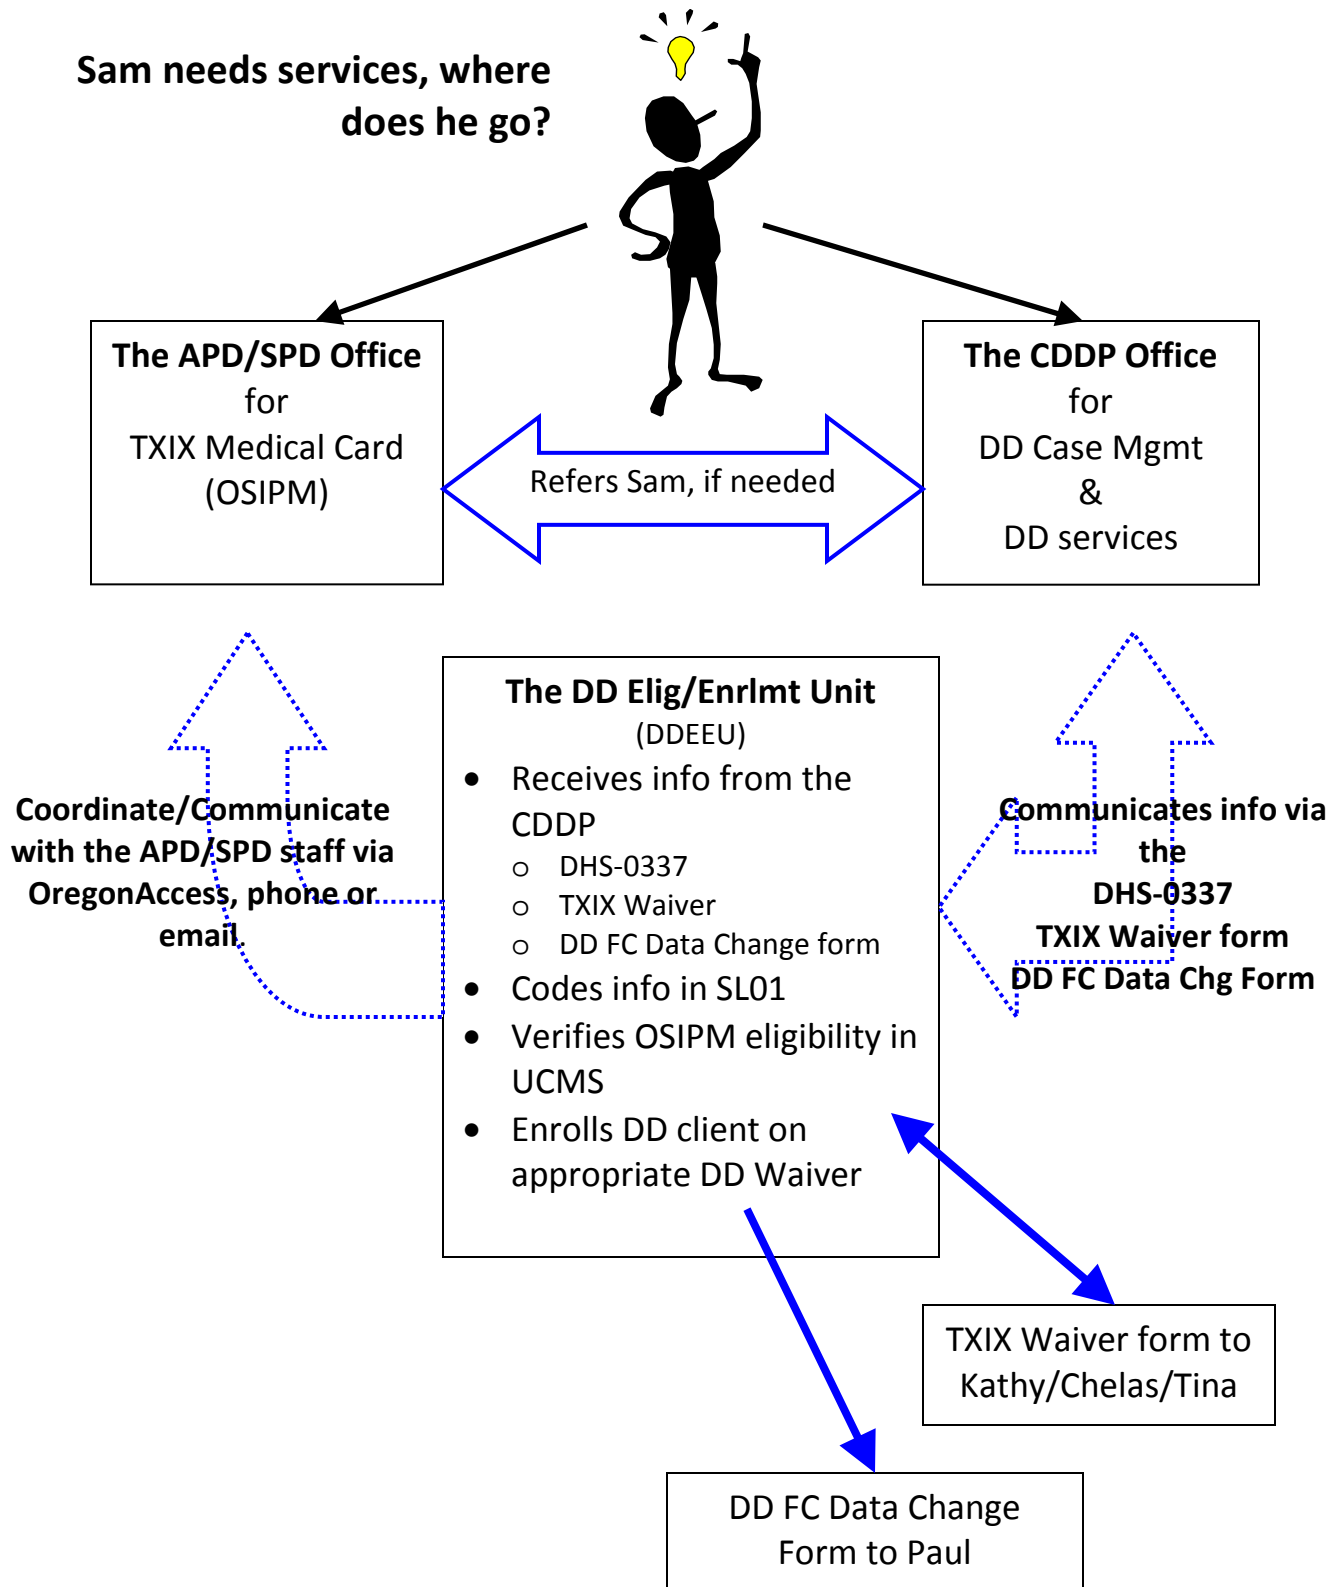 Sam needs services, where
does he go?
The APD/SPD Office
for
TXIX Medical Card
(OSIPM)
Refers Sam, if needed
The CDDP Office
for
DD Case Mgmt
&
DD services
Coordinate/Communicate
with the APD/SPD staff via
OregonAccess, phone or
email.
The DD Elig/Enrlmt Unit
(DDEEU)
• Receives info from the
CDDP
o DHS-0337
o TXIX Waiver
o DD FC Data Change form
• Codes info in SL01
• Verifies OSIPM eligibility in
UCMS
• Enrolls DD client on
appropriate DD Waiver
Communicates info via
the
DHS-0337
TXIX Waiver form
DD FC Data Chg Form
TXIX Waiver form to
Kathy/Chelas/Tina
DD FC Data Change
Form to Paul